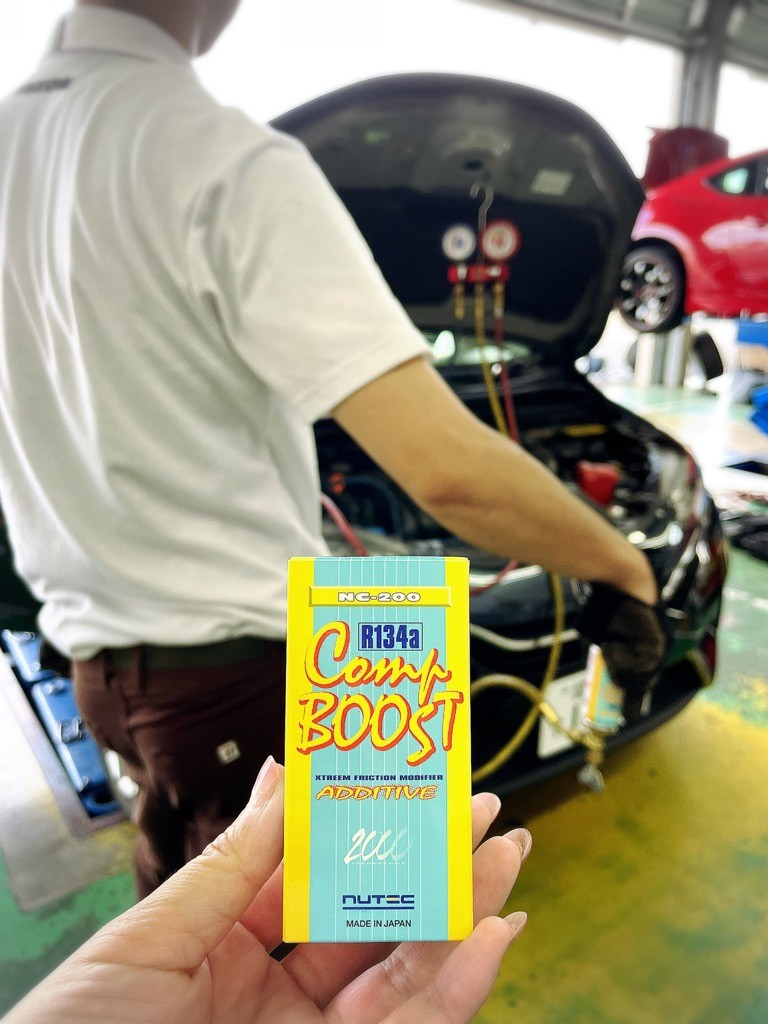 NC-200
R134a
Comp
BOOST
XTREEM FRICTION MODIFIER
ADDITIVE
2000
NUTEC
MADE IN JAPAN